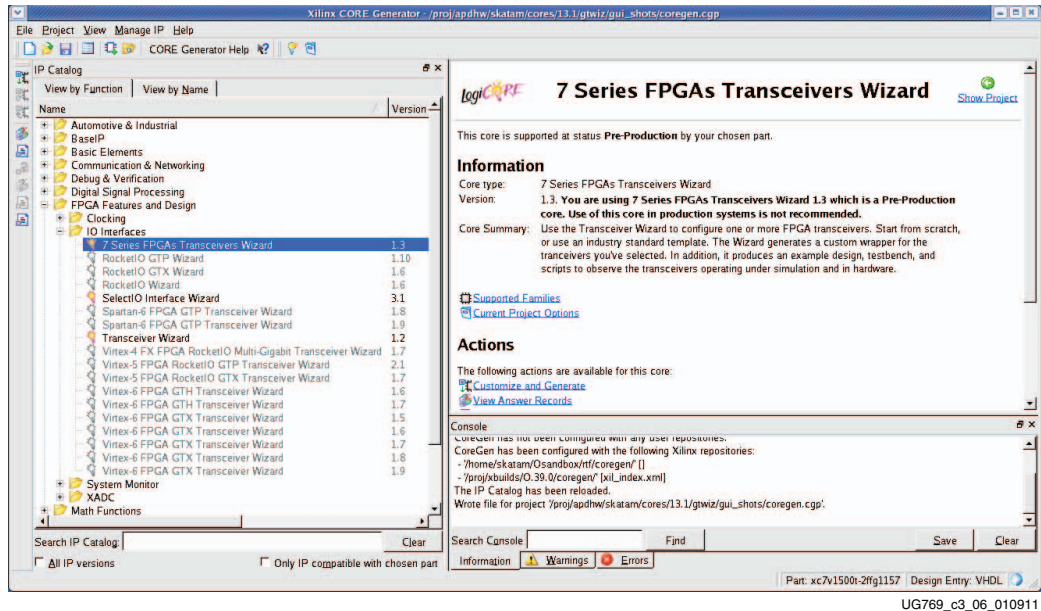 Xilinx CORE Generator - /proj/apdhw/skatam/cores/13.1/gtwiz/gui_shots/coregen.cgp
File Project View Manage IP Help
CORE Generator Help
IP Catalog
View by Function View by Name
Name Version
Automotive & Industrial
BaseIP
Basic Elements
Communication & Networking
Debug & Verification
Digital Signal Processing
FPGA Features and Design
Clocking
IO Interfaces
7 Series FPGAs Transceivers Wizard 1.3
RocketIO GTP Wizard 1.10
RocketIO GTX Wizard 1.6
RocketIO Wizard 1.6
SelectIO Interface Wizard 3.1
Spartan-6 FPGA GTP Transceiver Wizard 1.8
Spartan-6 FPGA GTP Transceiver Wizard 1.9
Transceiver Wizard 1.2
Virtex-4 FX FPGA RocketIO Multi-Gigabit Transceiver Wizard 1.7
Virtex-5 FPGA RocketIO GTP Transceiver Wizard 2.1
Virtex-5 FPGA RocketIO GTX Transceiver Wizard 1.7
Virtex-6 FPGA GTH Transceiver Wizard 1.6
Virtex-6 FPGA GTH Transceiver Wizard 1.7
Virtex-6 FPGA GTX Transceiver Wizard 1.5
Virtex-6 FPGA GTX Transceiver Wizard 1.6
Virtex-6 FPGA GTX Transceiver Wizard 1.7
Virtex-6 FPGA GTX Transceiver Wizard 1.8
Virtex-6 FPGA GTX Transceiver Wizard 1.9
System Monitor
XADC
Math Functions
Search IP Catalog: Clear
All IP versions Only IP compatible with chosen part
LogiCORE 7 Series FPGAs Transceivers Wizard Show Project
This core is supported at status Pre-Production by your chosen part.
Information
Core type: 7 Series FPGAs Transceivers Wizard
Version: 1.3. You are using 7 Series FPGAs Transceivers Wizard 1.3 which is a Pre-Production
core. Use of this core in production systems is not recommended.
Core Summary: Use the Transceiver Wizard to configure one or more FPGA transceivers. Start from scratch,
or use an industry standard template. The Wizard generates a custom wrapper for the
tranceivers you've selected. In addition, it produces an example design, testbench, and
scripts to observe the transceivers operating under simulation and in hardware.
Supported Families
Current Project Options
Actions
The following actions are available for this core:
Customize and Generate
View Answer Records
Console
CoreGen has not been configured with any user repositories.
CoreGen has been configured with the following Xilinx repositories:
- '/home/skatam/Osandbox/rtf/coregen/' []
- '/proj/xbuilds/O.39.0/coregen/' [xil_index.xml]
The IP Catalog has been reloaded.
Wrote file for project '/proj/apdhw/skatam/cores/13.1/gtwiz/gui_shots/coregen.cgp'.
Search Console Find Save Clear
Information Warnings Errors
Part: xc7v1500t-2ffg1157 Design Entry: VHDL
UG769_c3_06_010911